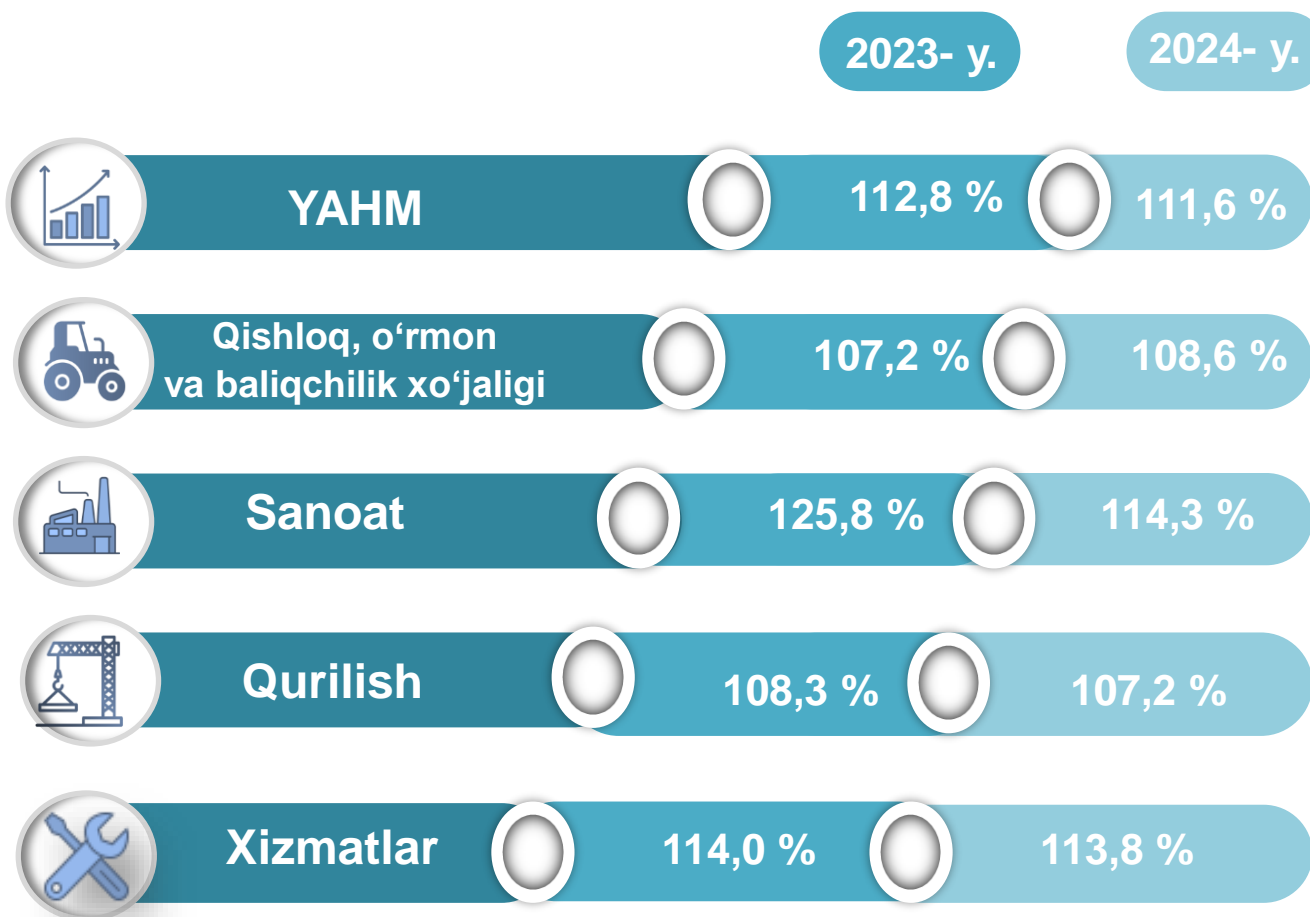 2023- y.
2024- y.
YAHM
112,8 %
111,6 %
Qishloq, o‘rmon
va baliqchilik xo‘jaligi
107,2 %
108,6 %
Sanoat
125,8 %
114,3 %
Qurilish
108,3 %
107,2 %
Xizmatlar
114,0 %
113,8 %